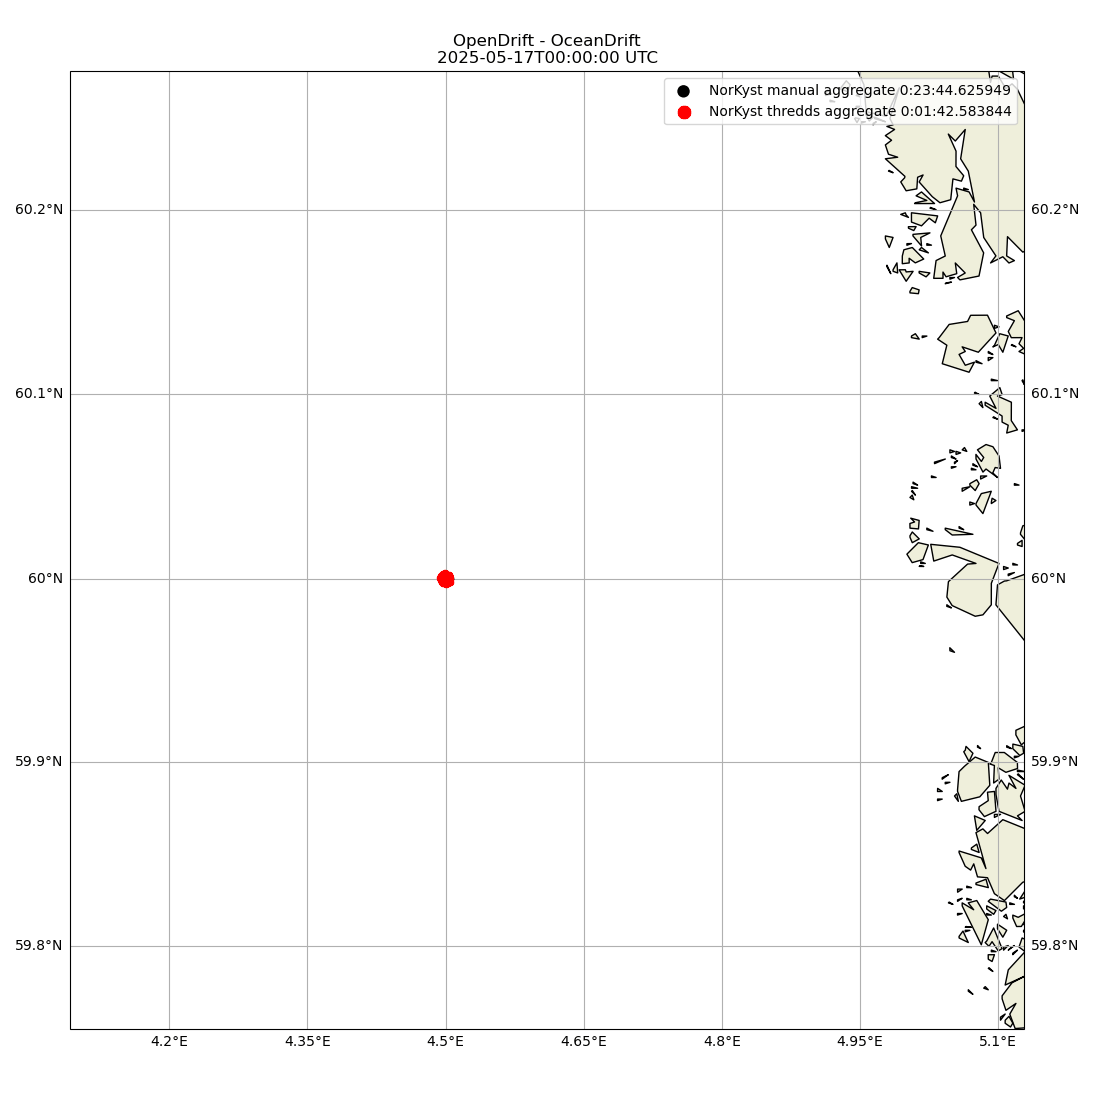 OpenDrift - OceanDrift
2025-05-17T00:00:00 UTC
NorKyst manual aggregate 0:23:44.625949
NorKyst thredds aggregate 0:01:42.583844
60.2°N 60.2°N
60.1°N 60.1°N
60°N 60°N
59.9°N 59.9°N
59.8°N 59.8°N
4.2°E 4.35°E 4.5°E 4.65°E 4.8°E 4.95°E 5.1°E